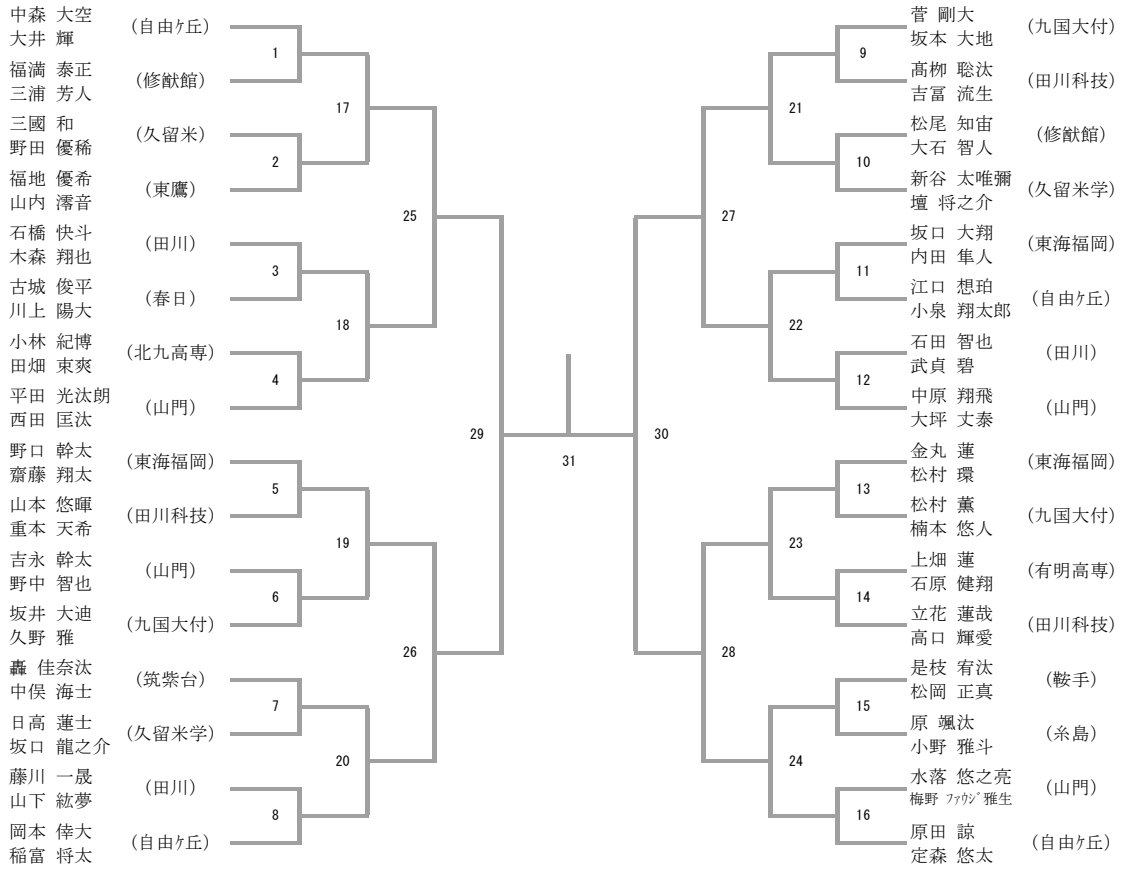 中森 大空
大井 輝
(自由ケ丘)
1
福満 泰正
三浦 芳人
(修猷館)
17
三國 和
野田 優稀
(久留米)
2
福地 優希
山内 澪音
(東鷹)
25
石橋 快斗
木森 翔也
(田川)
3
古城 俊平
川上 陽大
(春日)
18
小林 紀博
田畑 束爽
(北九高専)
4
平田 光汰朗
西田 匡汰
(山門)
29
野口 幹太
齋藤 翔太
(東海福岡)
5
山本 悠暉
重本 天希
(田川科技)
19
吉永 幹太
野中 智也
(山門)
6
坂井 大迪
久野 雅
(九国大付)
26
轟 佳奈汰
中俣 海士
(筑紫台)
7
日高 蓮士
坂口 龍之介
(久留米学)
20
藤川 一晟
山下 紘夢
(田川)
8
岡本 倖大
稲富 将太
(自由ケ丘)
31
菅 剛大
坂本 大地
(九国大付)
9
髙栁 聡汰
吉冨 流生
(田川科技)
21
松尾 知宙
大石 智人
(修猷館)
10
新谷 太唯彌
壇 将之介
(久留米学)
27
坂口 大翔
内田 隼人
(東海福岡)
11
江口 想珀
小泉 翔太郎
(自由ケ丘)
22
石田 智也
武貞 碧
(田川)
12
中原 翔飛
大坪 丈泰
(山門)
30
金丸 蓮
松村 環
(東海福岡)
13
松村 薫
楠本 悠人
(九国大付)
23
上畑 蓮
石原 健翔
(有明高専)
14
立花 蓮哉
高口 輝愛
(田川科技)
28
是枝 宥汰
松岡 正真
(鞍手)
15
原 颯汰
小野 雅斗
(糸島)
24
水落 悠之亮
梅野 ファウジ雅生
(山門)
16
原田 諒
定森 悠太
(自由ケ丘)